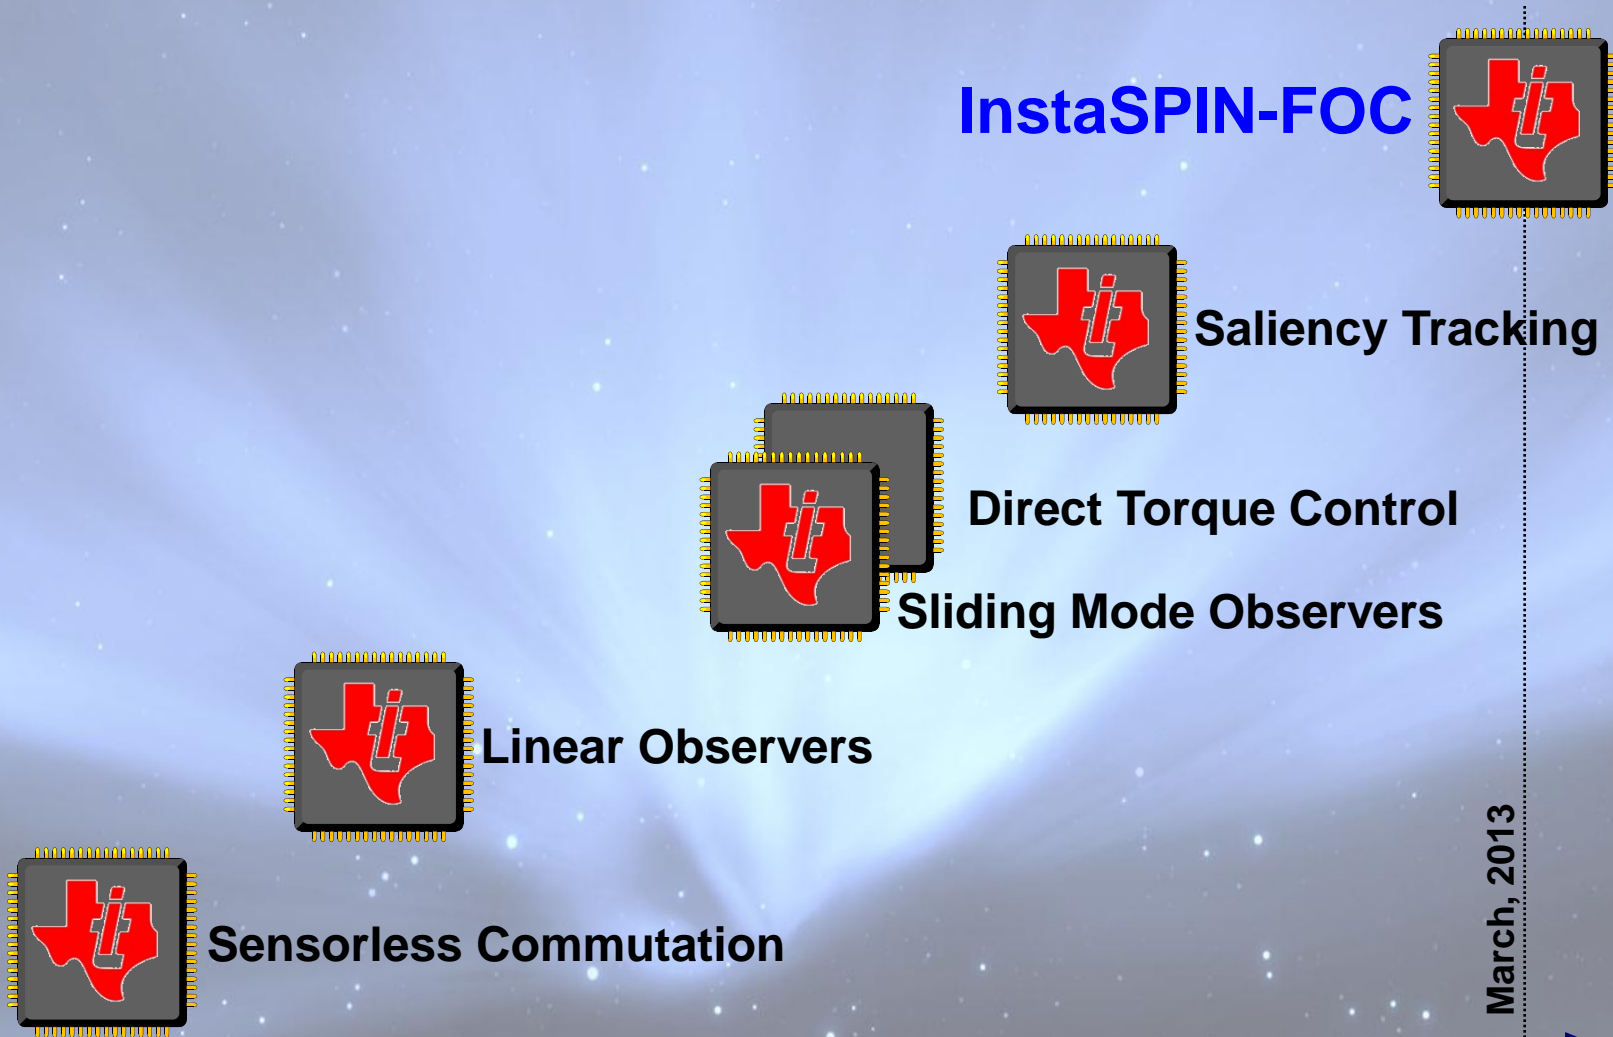 InstaSPIN-FOC
Saliency Tracking
Direct Torque Control
Sliding Mode Observers
Linear Observers
Sensorless Commutation
March, 2013